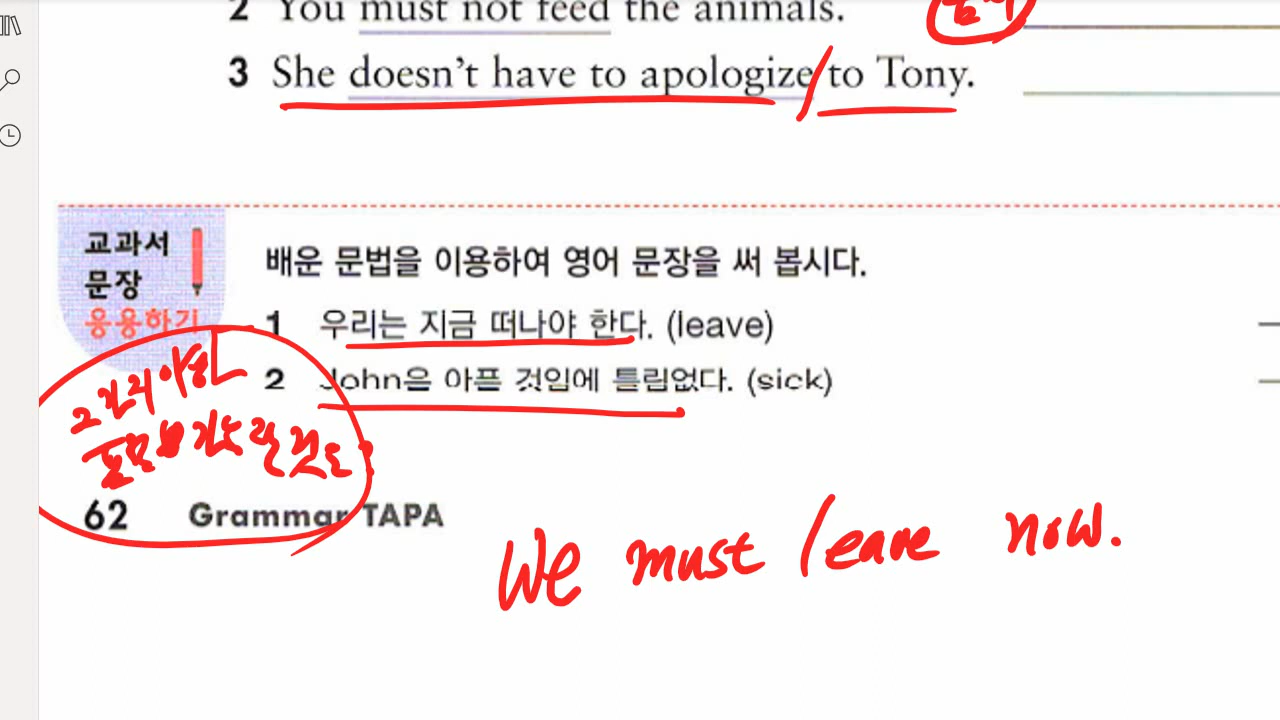 2 You must not feed the animals.
3 She doesn't have to apologize/to Tony.
교과서
문장
응용하기
배운 문법을 이용하여 영어 문장을 써 봅시다.
1 우리는 지금 떠나야 한다. (leave)
2 John은 아픈 것임에 틀림없다. (sick)
62 Grammar TAPA
We must leave now.